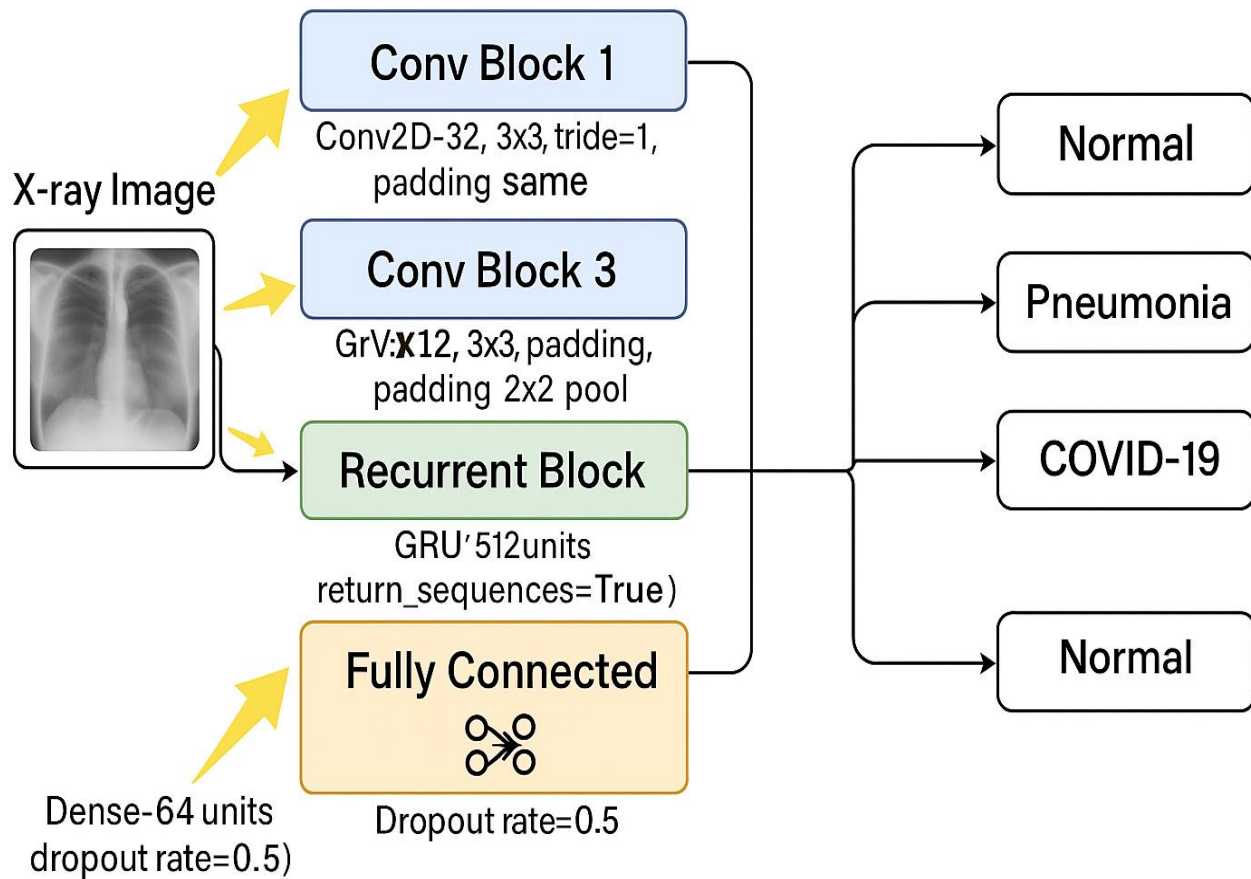 X-ray Image
Conv Block 1
Conv2D-32, 3x3, tride=1,
padding same
Conv Block 3
GrV:X12, 3x3, padding,
padding 2x2 pool
Recurrent Block
GRU’512units
return_sequences=True)
Fully Connected
Dropout rate=0.5
Dense-64 units
dropout rate=0.5)
Normal
Pneumonia
COVID-19
Normal